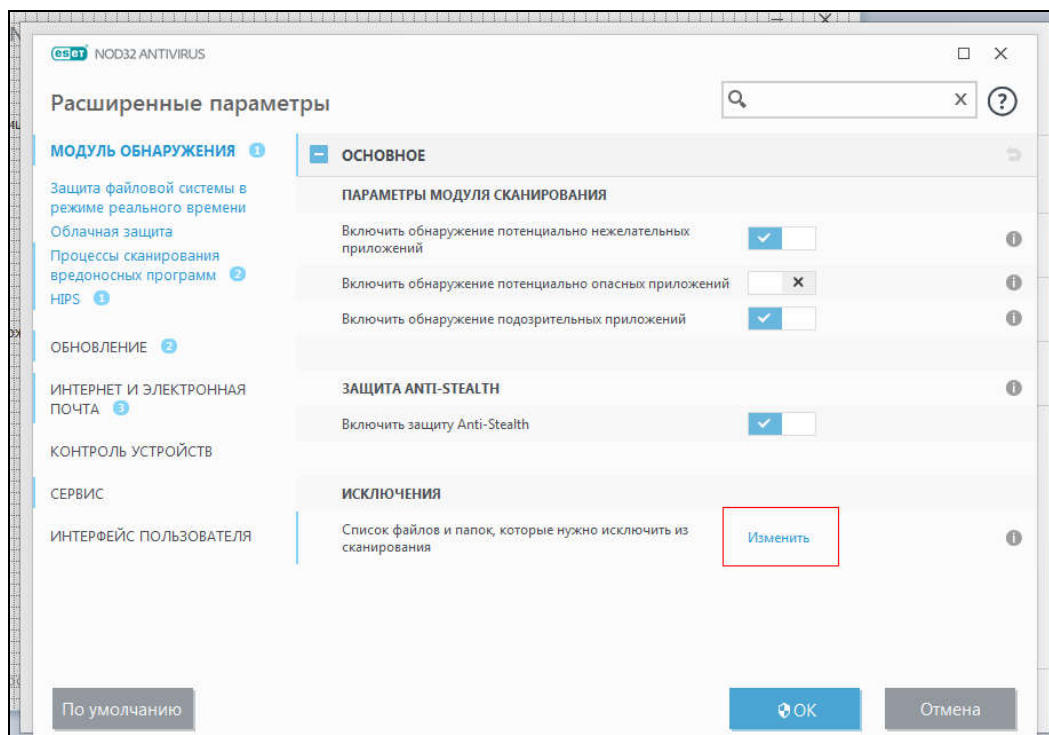 eset NOD32 ANTIVIRUS
Расширенные параметры
x ?
МОДУЛЬ ОБНАРУЖЕНИЯ 1
Защита файловой системы в
режиме реального времени
Облачная защита
Процессы сканирования
вредоносных программ 2
HIPS 1
ОБНОВЛЕНИЕ 2
ИНТЕРНЕТ И ЭЛЕКТРОННАЯ
ПОЧТА 3
КОНТРОЛЬ УСТРОЙСТВ
СЕРВИС
ИНТЕРФЕЙС ПОЛЬЗОВАТЕЛЯ
ОСНОВНОЕ
ПАРАМЕТРЫ МОДУЛЯ СКАНИРОВАНИЯ
Включить обнаружение потенциально нежелательных
приложений
Включить обнаружение потенциально опасных приложений
Включить обнаружение подозрительных приложений
ЗАЩИТА ANTI-STEALTH
Включить защиту Anti-Stealth
ИСКЛЮЧЕНИЯ
Список файлов и папок, которые нужно исключить из
сканирования
Изменить
По умолчанию
OK
Отмена